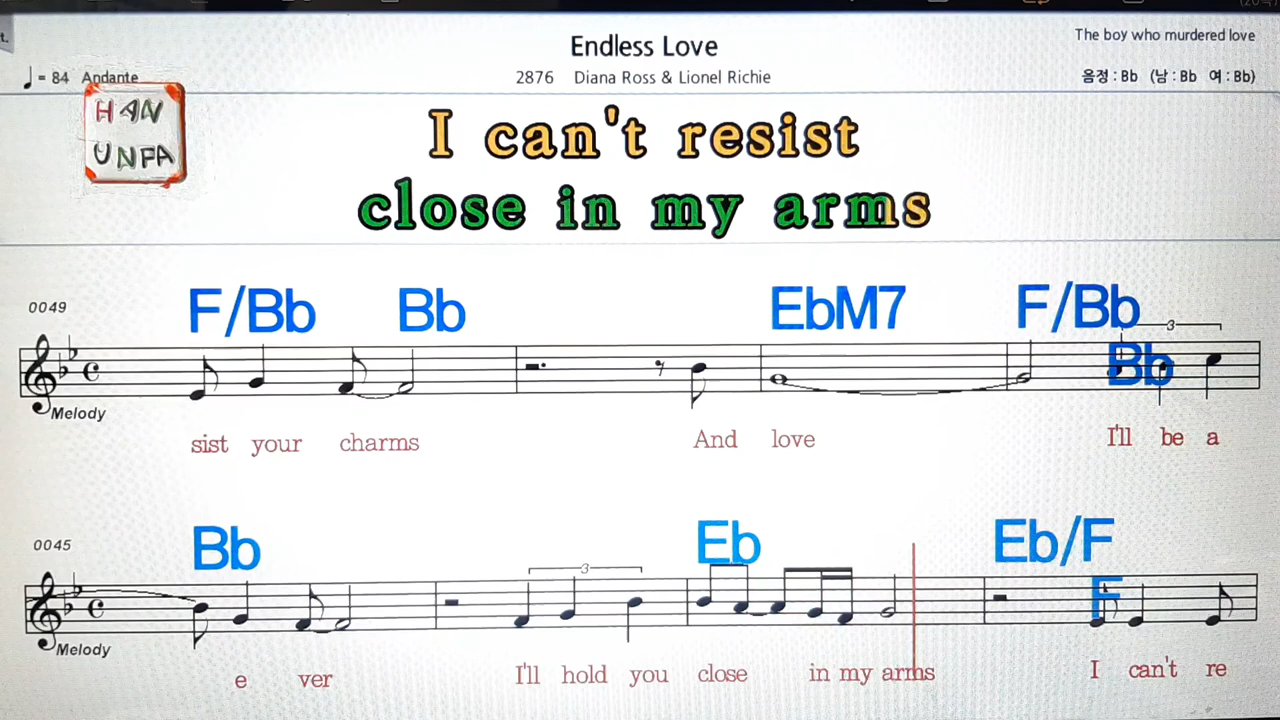 t.
Endless Love
The boy who murdered love
♩ = 84 Andante
2876 Diana Ross & Lionel Richie
음정 : Bb (남 : Bb 여 : Bb)
HAN
UNFA
I can't resist
close in my arms
0049
F/Bb Bb EbM7 F/Bb
3
Bb
Melody
sist your charms And love I'll be a
0045
Bb Eb Eb/F
3
F
Melody
e ver I'll hold you close in my arms I can't re